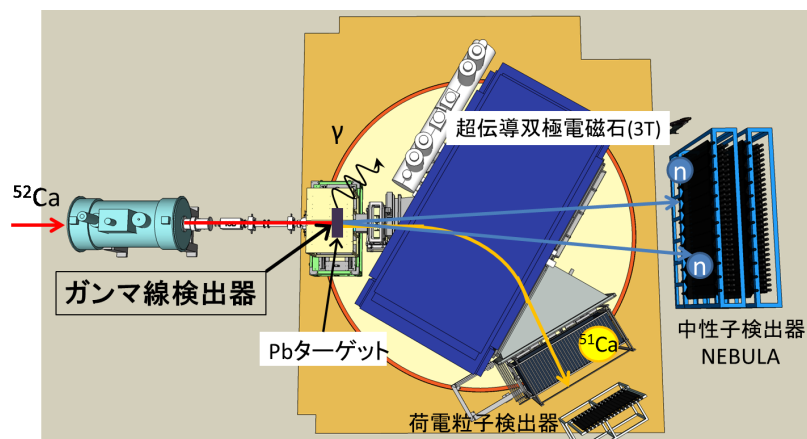 γ
超伝導双極電磁石(3T)
n
⁵²Ca
n
ガンマ線検出器
Pbターゲット
⁵¹Ca
中性子検出器
NEBULA
荷電粒子検出器